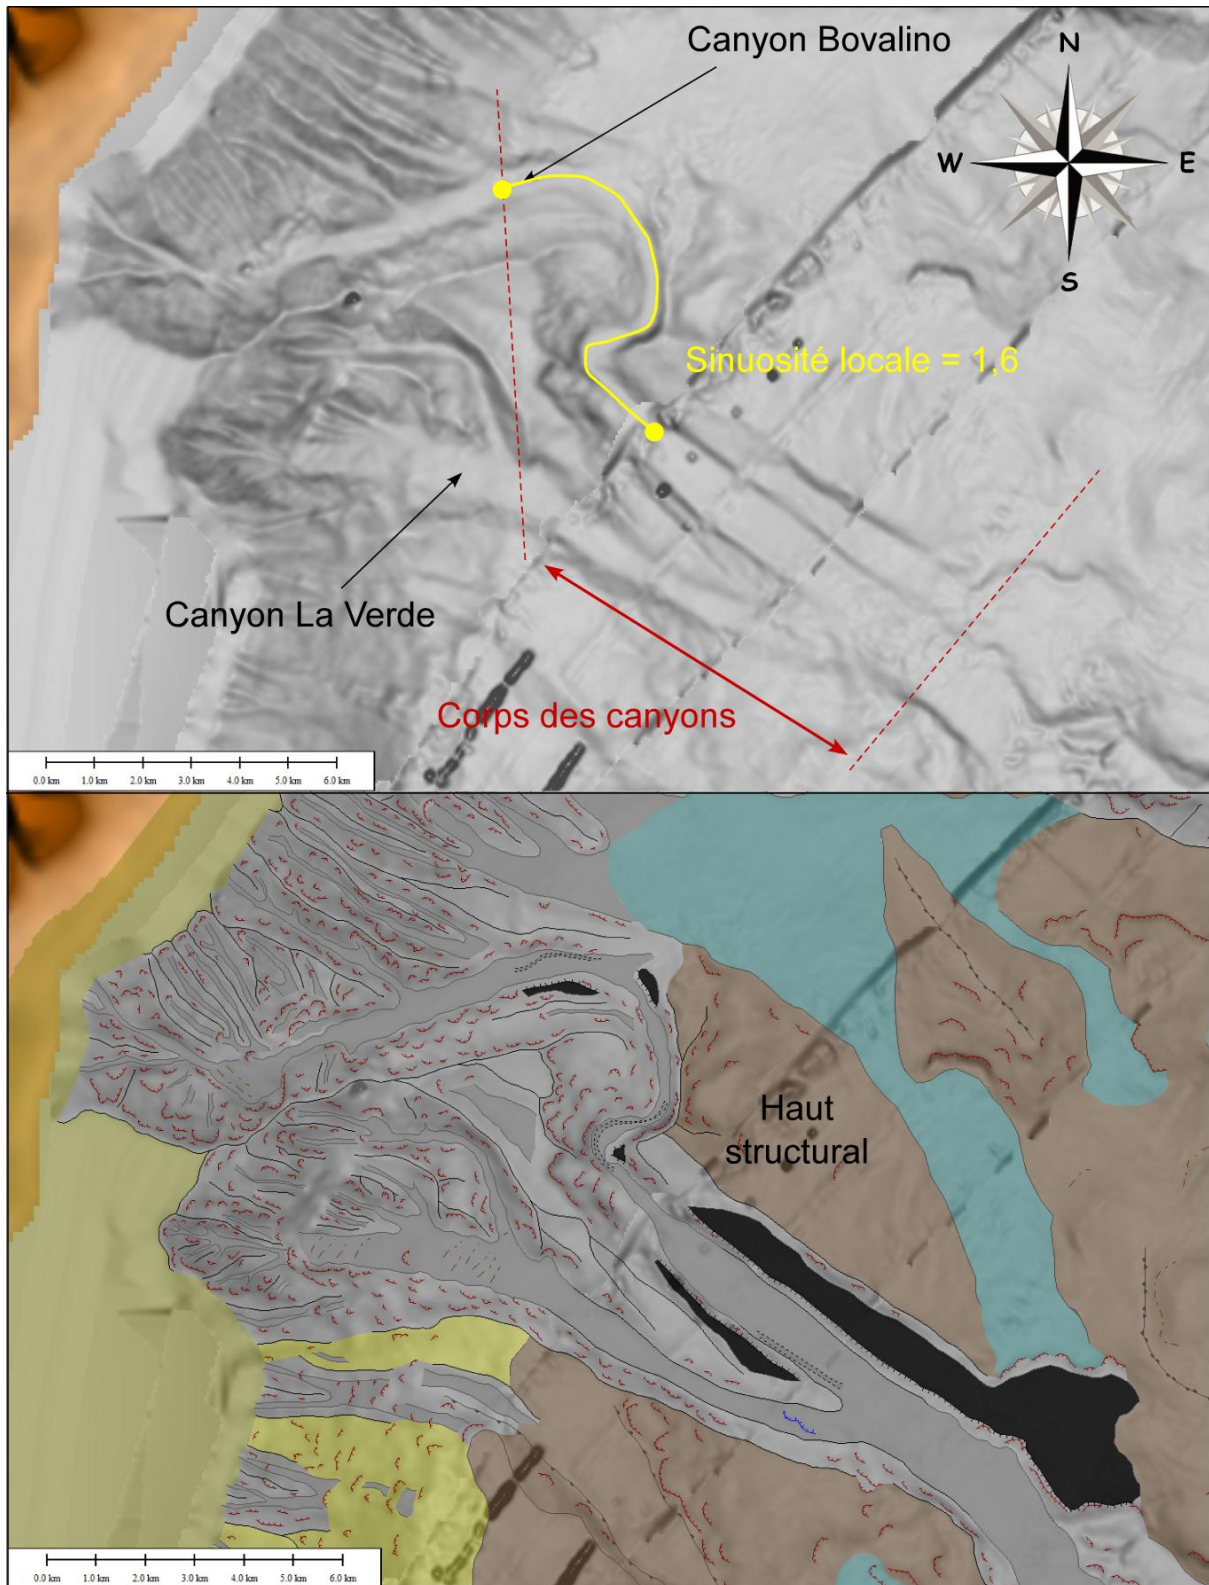 Canyon Bovalino
N
W
E
S
Sinuosité locale = 1,6
Canyon La Verde
Corps des canyons
0.0 km 1.0 km 2.0 km 3.0 km 4.0 km 5.0 km 6.0 km
Haut
structural
0.0 km 1.0 km 2.0 km 3.0 km 4.0 km 5.0 km 6.0 km